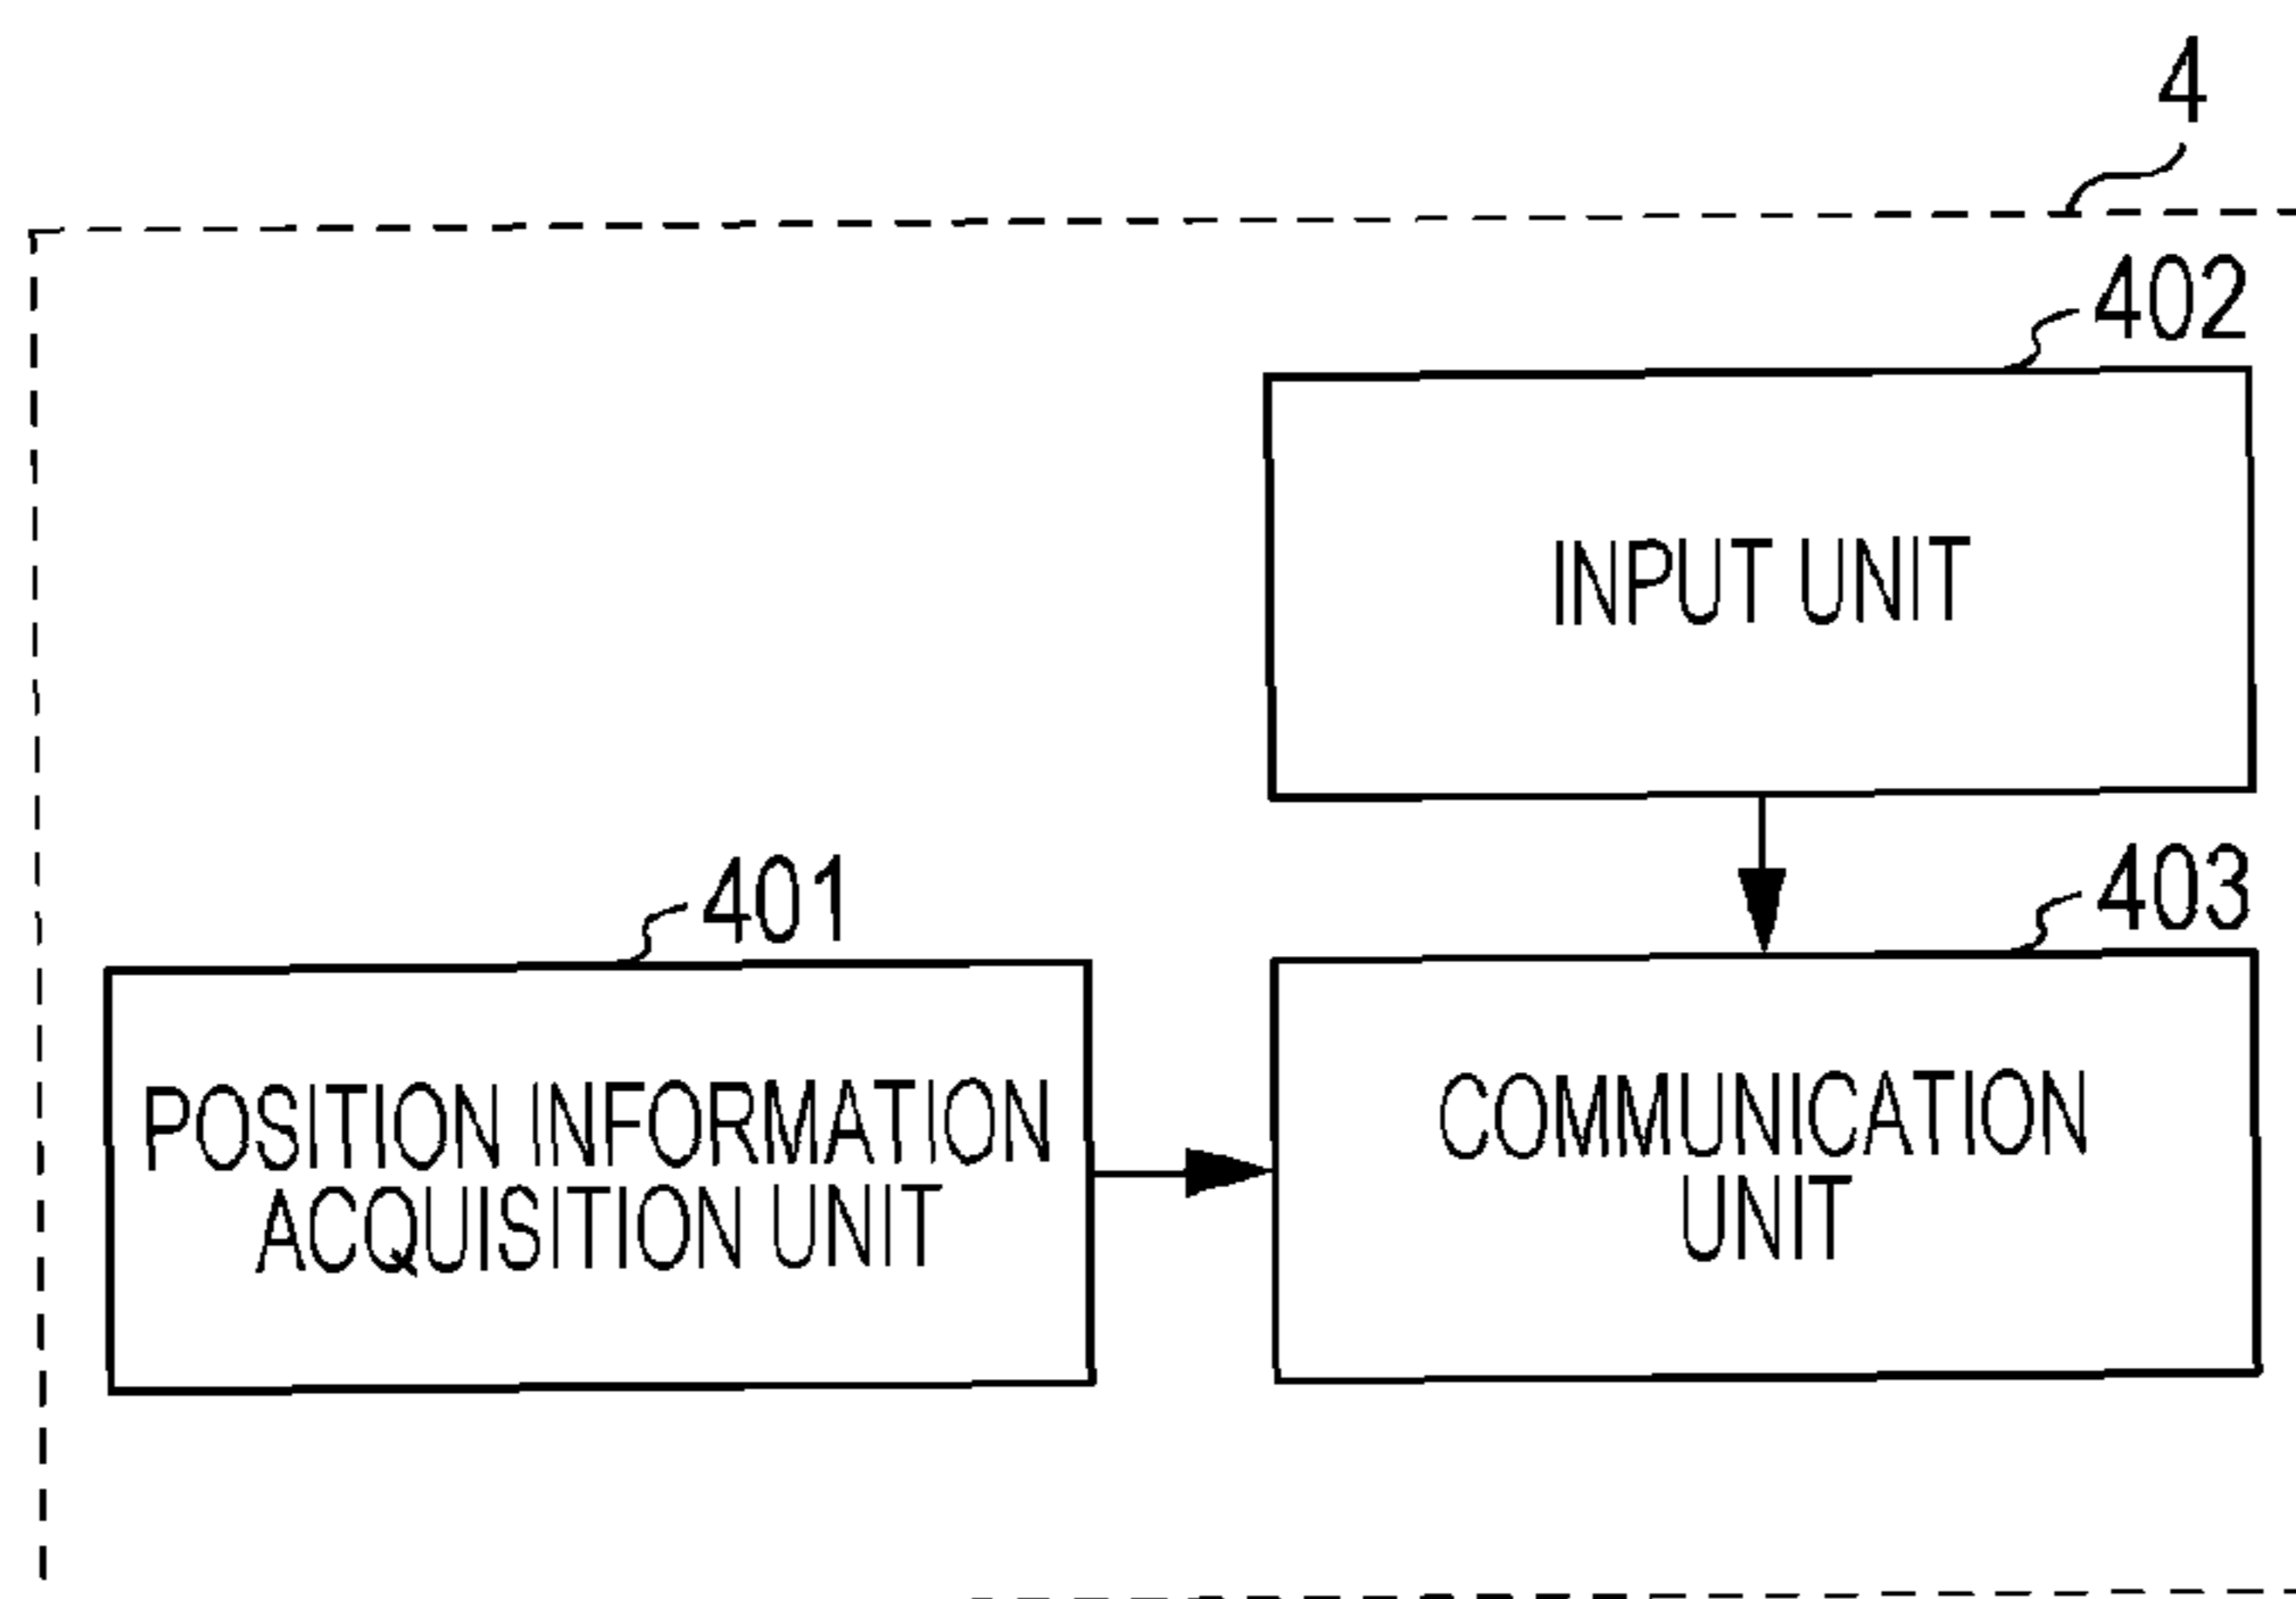 4
402
INPUT UNIT
401
403
POSITION INFORMATION
ACQUISITION UNIT
COMMUNICATION
UNIT